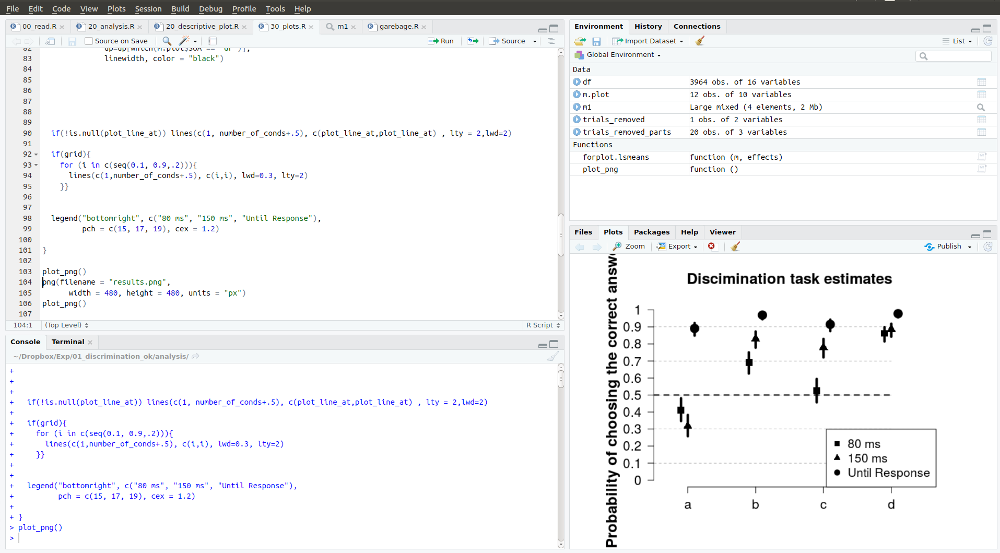 File Edit Code View Plots Session Build Debug Profile Tools Help
00_read.R 20_analysis.R 20_descriptive_plot.R 30_plots.R m1 garebage.R
Source on Save Run Source
82
83 linewidth, color = "black")
84
85
86
87
88
89
90 if(!is.null(plot_line_at)) lines(c(1, number_of_conds+.5), c(plot_line_at,plot_line_at) , lty = 2,lwd=2)
91
92 if(grid){
93 for (i in c(seq(0.1, 0.9,.2))){
94 lines(c(1,number_of_conds+.5), c(i,i), lwd=0.3, lty=2)
95 }}
96
97
98 legend("bottomright", c("80 ms", "150 ms", "Until Response"),
99 pch = c(15, 17, 19), cex = 1.2)
100
101 }
102
103 plot_png()
104 png(filename = "results.png",
105 width = 480, height = 480, units = "px")
106 plot_png()
107
104:1 (Top Level) R Script
Console Terminal
~/Dropbox/Exp/01_discrimination_ok/analysis/
+
+
+
+ if(!is.null(plot_line_at)) lines(c(1, number_of_conds+.5), c(plot_line_at,plot_line_at) , lty = 2,lwd=2)
+
+ if(grid){
+ for (i in c(seq(0.1, 0.9,.2))){
+ lines(c(1,number_of_conds+.5), c(i,i), lwd=0.3, lty=2)
+ }}
+
+
+ legend("bottomright", c("80 ms", "150 ms", "Until Response"),
+ pch = c(15, 17, 19), cex = 1.2)
+
+ }
> plot_png()
>
Environment History Connections
Import Dataset List
Global Environment
Data
df 3964 obs. of 16 variables
m.plot 12 obs. of 10 variables
m1 Large mixed (4 elements, 2 Mb)
trials_removed 1 obs. of 2 variables
trials_removed_parts 20 obs. of 3 variables
Functions
forplot.lsmeans function (m, effects)
plot_png function ()
Files Plots Packages Help Viewer
Zoom Export Publish
Discimination task estimates
Probability of choosing the correct answ
1
0.9
0.8
0.7
0.6
0.5
0.4
0.3
0.2
0.1
0
80 ms
150 ms
Until Response
a b c d